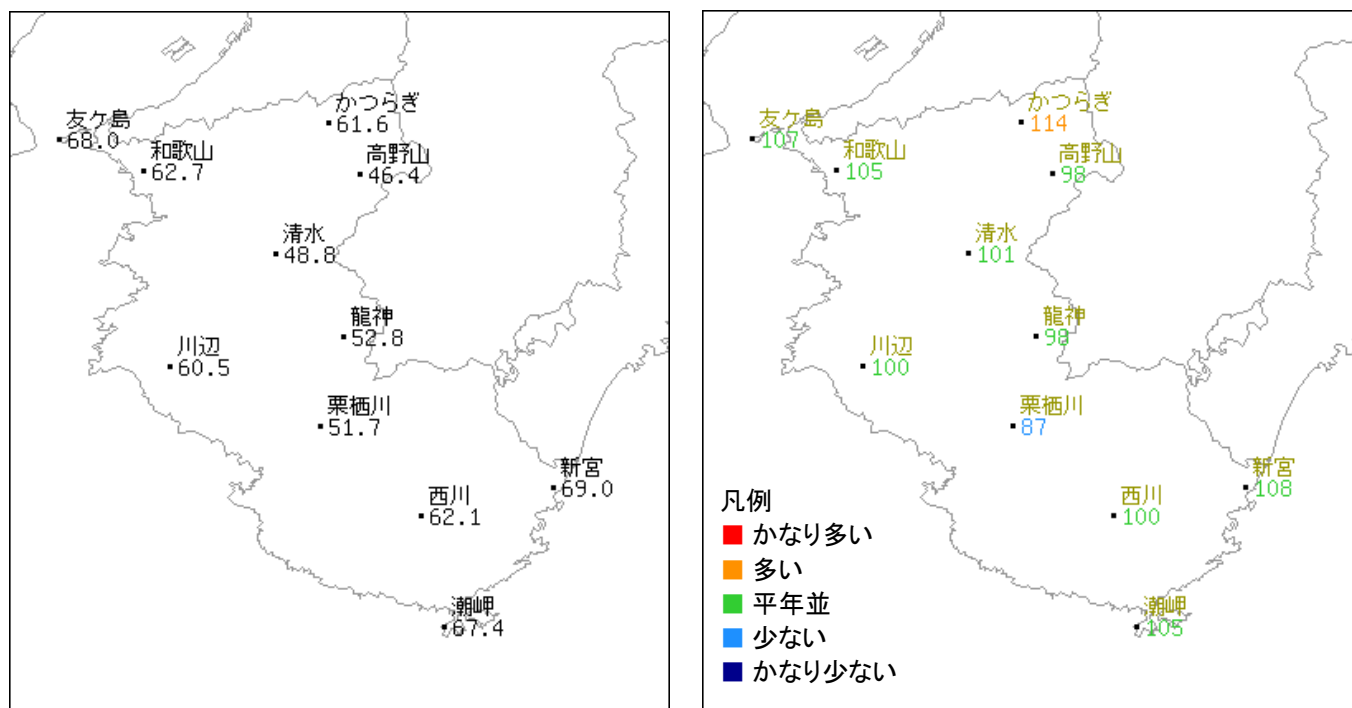 かつらぎ
61.6
友ケ島
68.0
和歌山
62.7
高野山
46.4
清水
48.8
龍神
52.8
川辺
60.5
栗栖川
51.7
新宮
69.0
西川
62.1
潮岬
67.4
かつらぎ
114
友ケ島
107
和歌山
105
高野山
98
清水
101
龍神
98
川辺
100
栗栖川
87
新宮
108
西川
100
潮岬
105
凡例
かなり多い
多い
平年並
少ない
かなり少ない